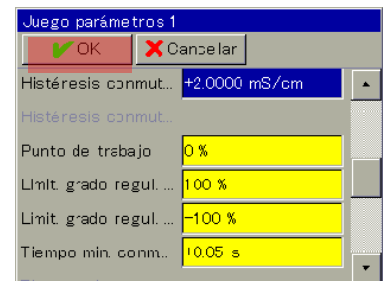 Juego parámetros 1
OK Cancelar
Histéresis conmut... +2.0000 mS/cm
Histéresis conmut...
Punto de trabajo 0 %
Limit. grado regul. ... 100 %
Limit. grado regul. ... -100 %
Tiempo min. conm... +0.05 s